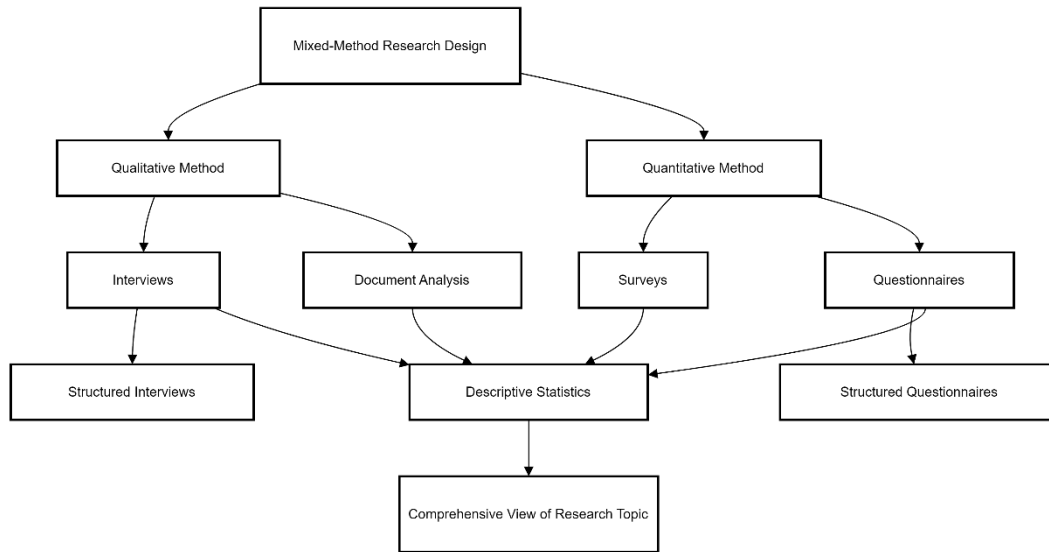 Mixed-Method Research Design
Qualitative Method
Quantitative Method
Interviews
Document Analysis
Surveys
Questionnaires
Structured Interviews
Descriptive Statistics
Structured Questionnaires
Comprehensive View of Research Topic